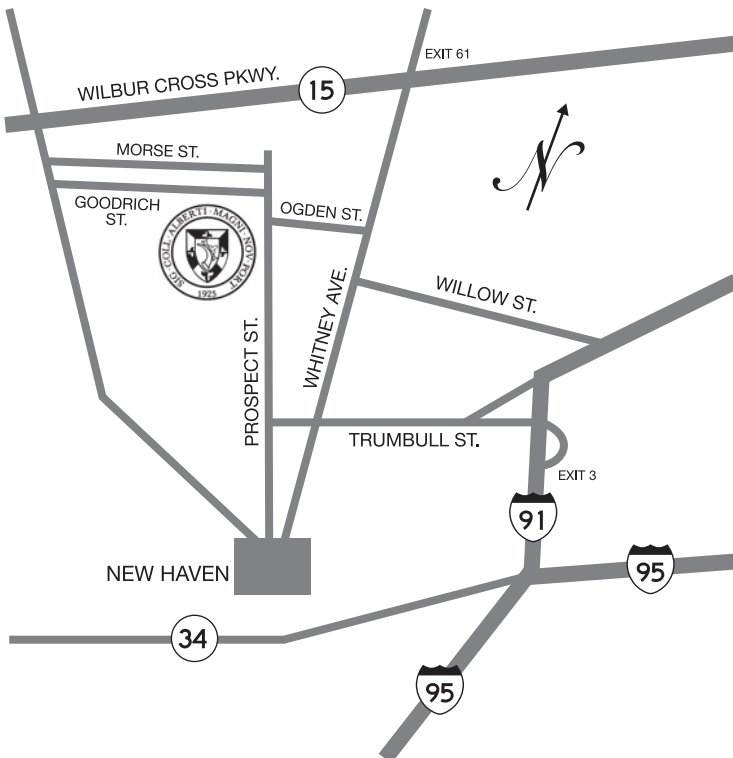 EXIT 61
WILBUR CROSS PKWY.
15
MORSE ST.
N
GOODRICH
ST.
OGDEN ST.
SIG · COLL · ALBERTI · MAGNI · NOV · PORT
1925
WILLOW ST.
WHITNEY AVE.
PROSPECT ST.
TRUMBULL ST.
EXIT 3
91
95
NEW HAVEN
34
95